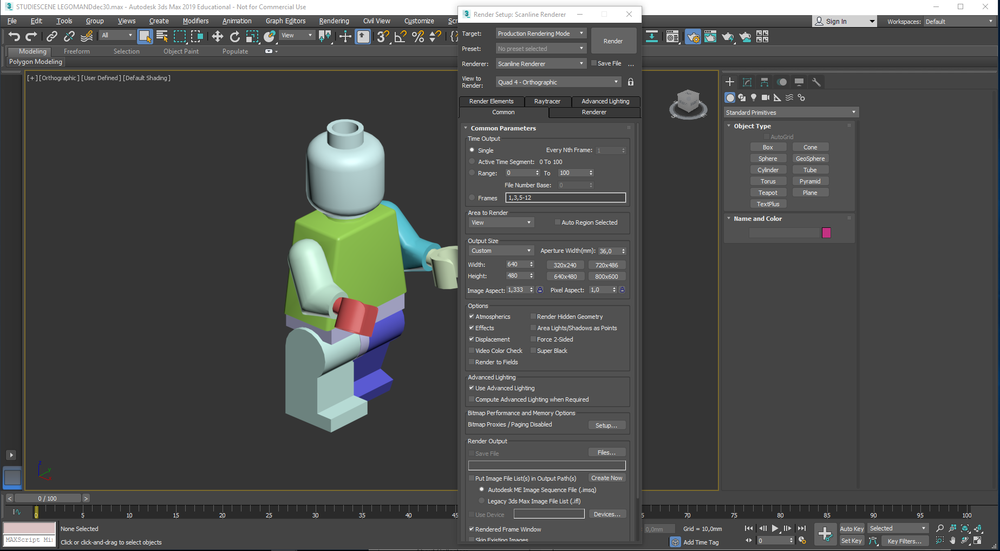 STUDIESCENE LEGOMANDdec30.max - Autodesk 3ds Max 2019 Educational - Not for Commercial Use
File Edit Tools Group Views Create Modifiers Animation Graph Editors Rendering Civil View Customize Scr
Sign In Workspaces: Default
All View
Modeling Freeform Selection Object Paint Populate
Polygon Modeling
[+] [Orthographic ] [User Defined ] [Default Shading ]
Render Setup: Scanline Renderer
Target: Production Rendering Mode
Render
Preset: No preset selected
Renderer: Scanline Renderer Save File ...
View to Render: Quad 4 - Orthographic
Render Elements Raytracer Advanced Lighting
Common Renderer
Common Parameters
Time Output
Single Every Nth Frame: 1
Active Time Segment: 0 To 100
Range: 0 To 100
File Number Base: 0
Frames 1,3,5-12
Area to Render
View Auto Region Selected
Output Size
Custom Aperture Width(mm): 36,0
Width: 640 320x240 720x486
Height: 480 640x480 800x600
Image Aspect: 1,333 Pixel Aspect: 1,0
Options
Atmospherics Render Hidden Geometry
Effects Area Lights/Shadows as Points
Displacement Force 2-Sided
Video Color Check Super Black
Render to Fields
Advanced Lighting
Use Advanced Lighting
Compute Advanced Lighting when Required
Bitmap Performance and Memory Options
Bitmap Proxies / Paging Disabled Setup...
Render Output
Save File Files...
Put Image File List(s) in Output Path(s) Create Now
Autodesk ME Image Sequence File (.imsq)
Legacy 3ds Max Image File List (.ifl)
Use Device Devices...
Rendered Frame Window
Skip Existing Images
Standard Primitives
Object Type
AutoGrid
Box Cone
Sphere GeoSphere
Cylinder Tube
Torus Pyramid
Teapot Plane
TextPlus
Name and Color
z
y
x
< 0 / 100 >
0 5 10 15 20 25 30 35 40 45 65 70 75 80 85 90 95 100
None Selected
MAXScript Mi
Click or click-and-drag to select objects
0,0mm Grid = 10,0mm
Add Time Tag
Auto Key Selected
0 Set Key Key Filters...